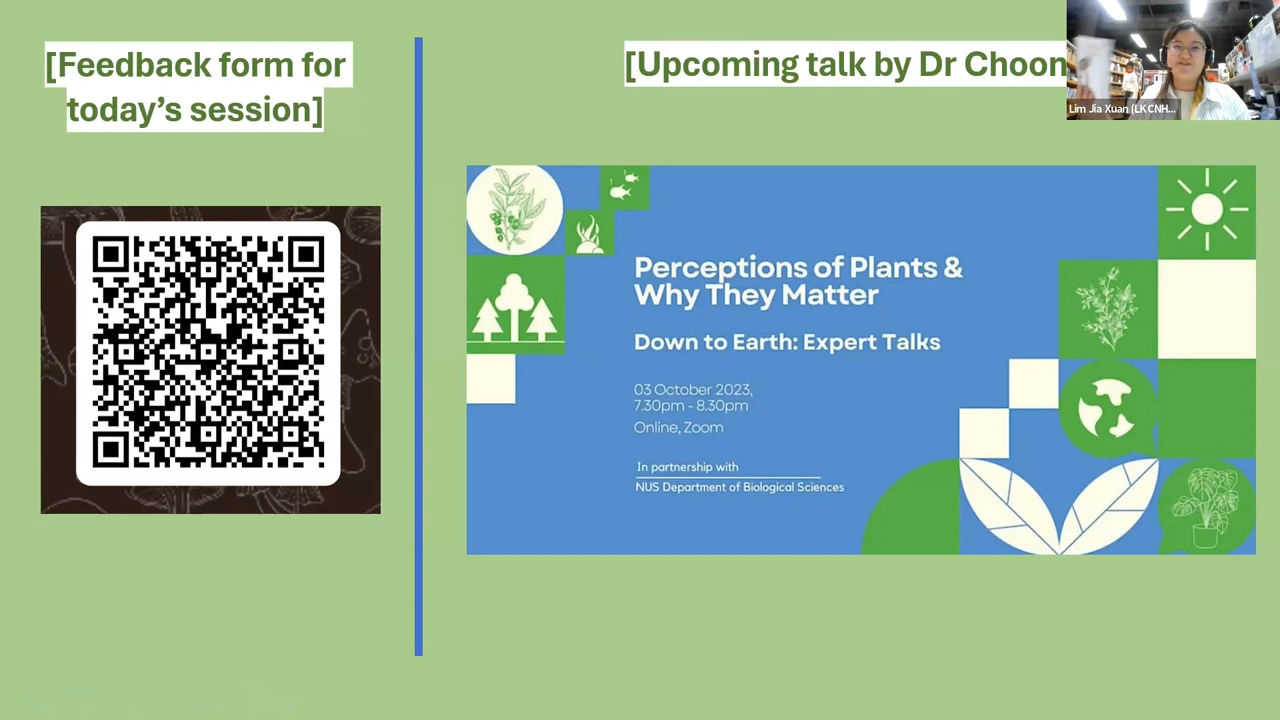 [Feedback form for
today’s session]
[Upcoming talk by Dr Choon
Lim Jia Xuan (LKCNH...
Perceptions of Plants &
Why They Matter
Down to Earth: Expert Talks
03 October 2023,
7.30pm - 8.30pm
Online, Zoom
In partnership with
NUS Department of Biological Sciences